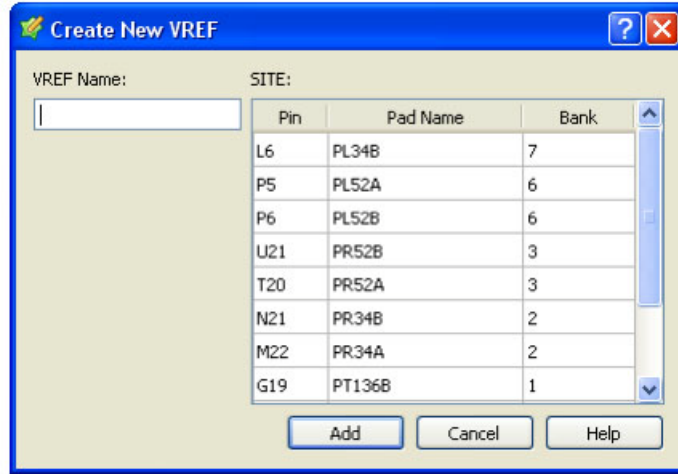 Create New VREF
VREF Name: SITE:
Pin Pad Name Bank
L6 PL34B 7
P5 PL52A 6
P6 PL52B 6
U21 PR52B 3
T20 PR52A 3
N21 PR34B 2
M22 PR34A 2
G19 PT136B 1
Add Cancel Help